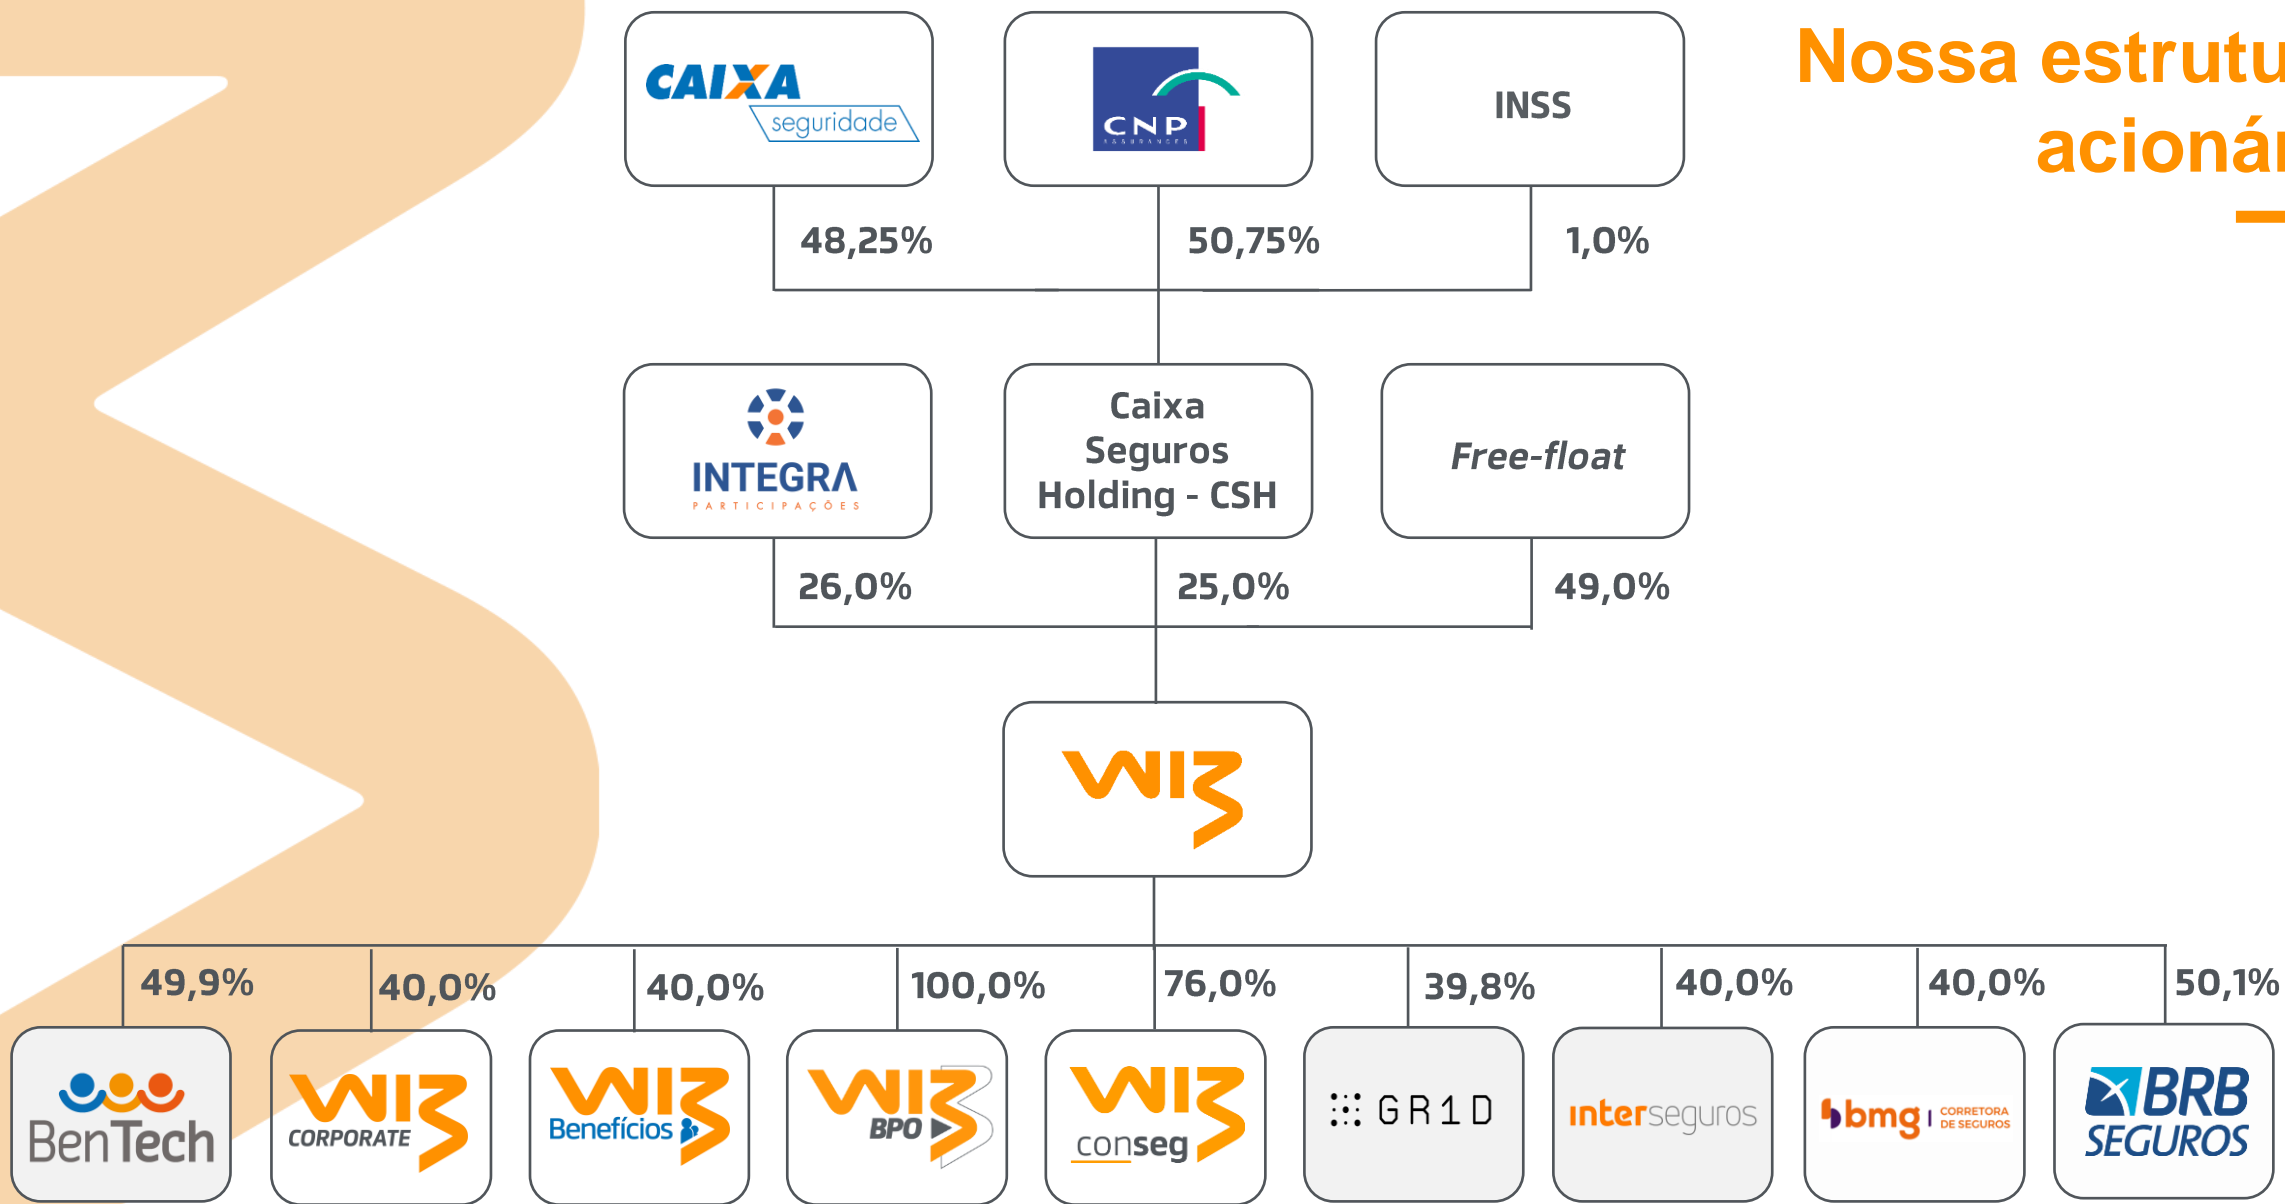 Nossa estrutu
acionár
CAIXA
seguridade
CNP
ASSURANCES
INSS
48,25%
50,75%
1,0%
INTEGRA
PARTICIPAÇÕES
Caixa
Seguros
Holding - CSH
Free-float
26,0%
25,0%
49,0%
WIZ
49,9%
40,0%
40,0%
100,0%
76,0%
39,8%
40,0%
40,0%
50,1%
BenTech
WIZ
CORPORATE
WIZ
Benefícios
WIZ
BPO
WIZ
conseg
GR1D
interseguros
bmg
CORRETORA
DE SEGUROS
BRB
SEGUROS